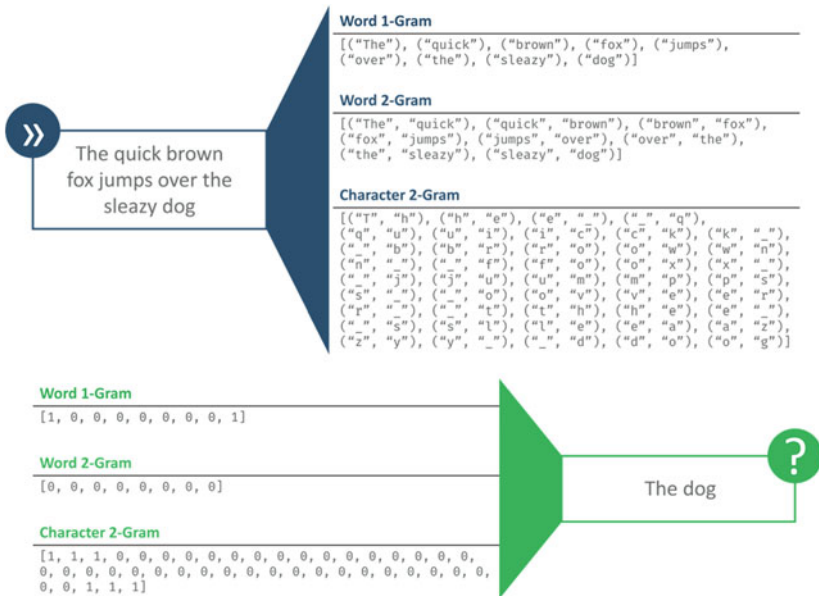 Word 1-Gram
[(“The”), (“quick”), (“brown”), (“fox”), (“jumps”),
(“over”), (“the”), (“sleazy”), (“dog”)]
Word 2-Gram
[(“The”, “quick”), (“quick”, “brown”), (“brown”, “fox”),
(“fox”, “jumps”), (“jumps”, “over”), (“over”, “the”),
(“the”, “sleazy”), (“sleazy”, “dog”)]
»
The quick brown
fox jumps over the
sleazy dog
Character 2-Gram
[(“T”, “h”), (“h”, “e”), (“e”, “_”), (“_”, “q”),
(“q”, “u”), (“u”, “i”), (“i”, “c”), (“c”, “k”), (“k”, “_”),
(“_”, “b”), (“b”, “r”), (“r”, “o”), (“o”, “w”), (“w”, “n”),
(“n”, “_”), (“_”, “f”), (“f”, “o”), (“o”, “x”), (“x”, “_”),
(“_”, “j”), (“j”, “u”), (“u”, “m”), (“m”, “p”), (“p”, “s”),
(“s”, “_”), (“_”, “o”), (“o”, “v”), (“v”, “e”), (“e”, “r”),
(“r”, “_”), (“_”, “t”), (“t”, “h”), (“h”, “e”), (“e”, “_”),
(“_”, “s”), (“s”, “l”), (“l”, “e”), (“e”, “a”), (“a”, “z”),
(“z”, “y”), (“y”, “_”), (“_”, “d”), (“d”, “o”), (“o”, “g”)]
Word 1-Gram
[1, 0, 0, 0, 0, 0, 0, 0, 1]
Word 2-Gram
[0, 0, 0, 0, 0, 0, 0, 0]
Character 2-Gram
[1, 1, 1, 0, 0, 0, 0, 0, 0, 0, 0, 0, 0, 0, 0, 0, 0, 0, 0,
0, 0, 0, 0, 0, 0, 0, 0, 0, 0, 0, 0, 0, 0, 0, 0, 0, 0, 0, 0,
0, 0, 1, 1, 1]
?
The dog